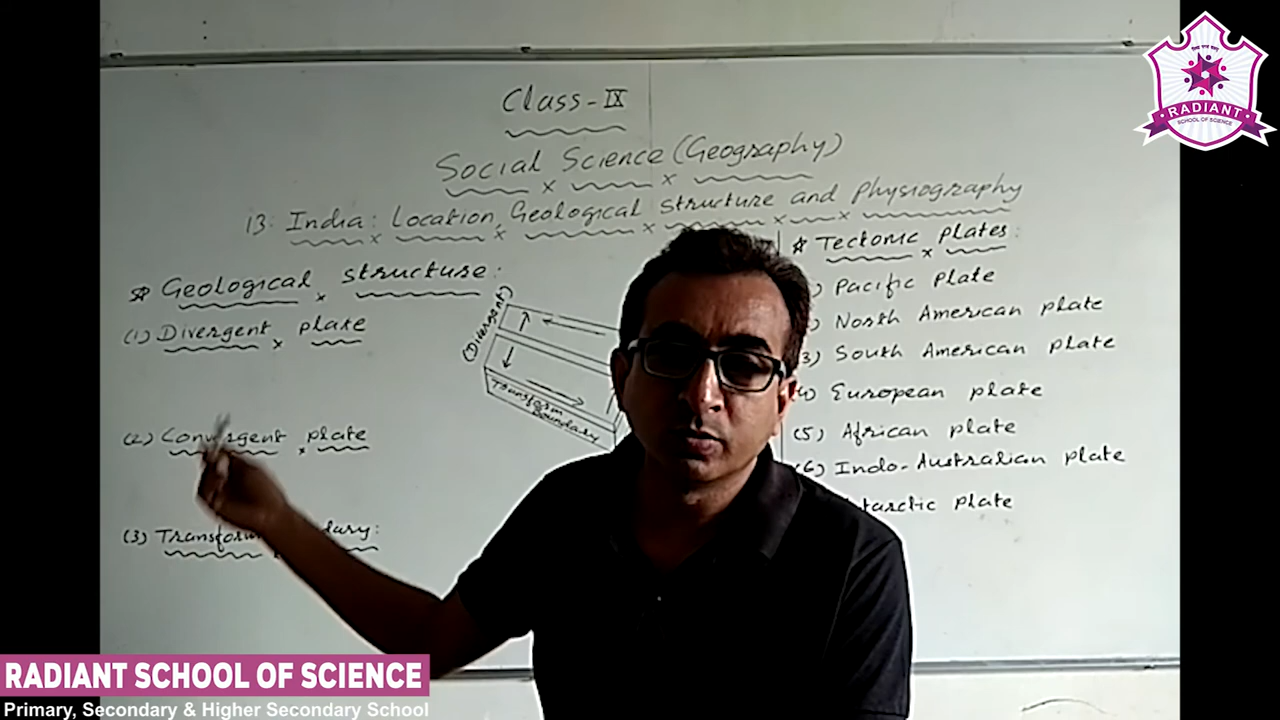 Class-IX
Social Science (Geography)
13: India: Location, Geological structure and Physiography
Geological structure:
(1) Divergent plate
(2) Convergent plate
(3)
(Divergent)
Transform
boundary
Tectonic plates:
Pacific plate
North American plate
3) South American plate
4) European plate
(5) African plate
(6) Indo-Australian plate
plate
RADIANT
SCHOOL OF SCIENCE
RADIANT SCHOOL OF SCIENCE
Primary, Secondary & Higher Secondary School